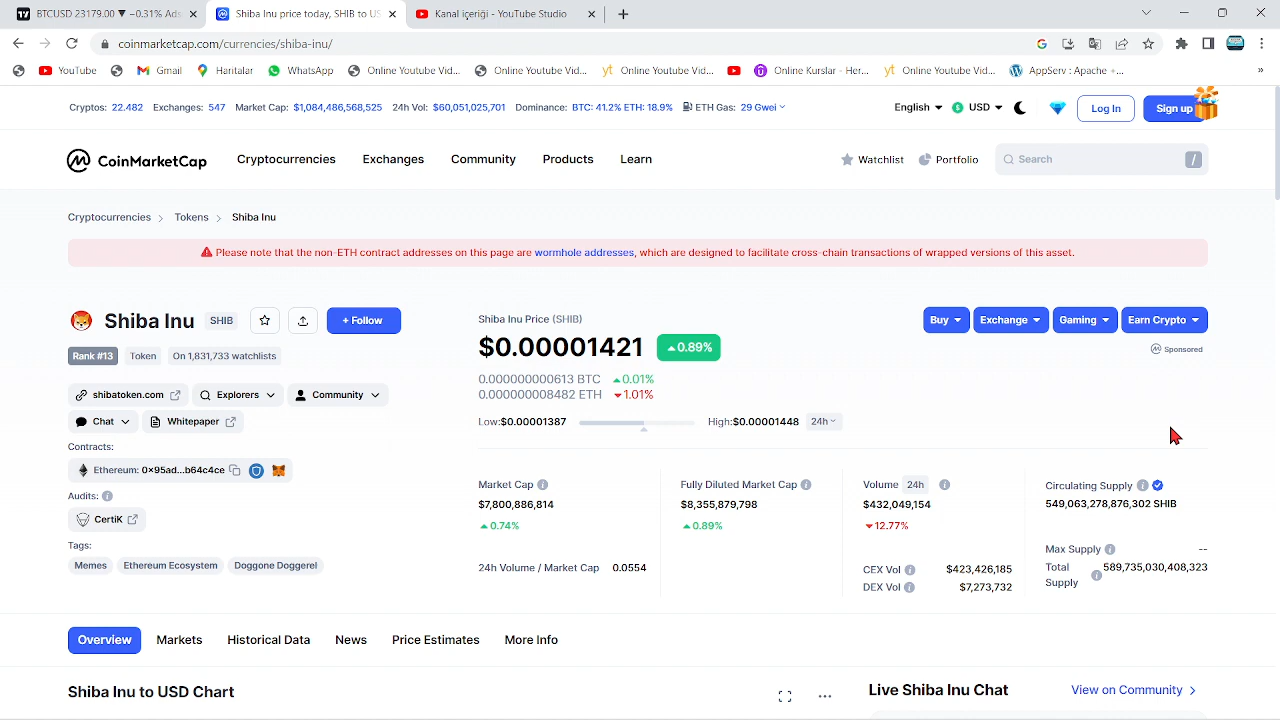 BTCUSD 23179.00 ▼ −0.31% Ads
Shiba Inu price today, SHIB to US
Kanal içeriği - YouTube Studio
coinmarketcap.com/currencies/shiba-inu/
YouTube
Gmail
Haritalar
WhatsApp
Online Youtube Vid...
Online Youtube Vid...
Online Youtube Vid...
Online Kurslar - Her...
Online Youtube Vid...
AppServ : Apache +...
»
Cryptos: 22.482 Exchanges: 547 Market Cap: $1,084,486,568,525 24h Vol: $60,051,025,701 Dominance: BTC: 41.2% ETH: 18.9% ETH Gas: 29 Gwei
English
USD
Log In
Sign up
CoinMarketCap
Cryptocurrencies
Exchanges
Community
Products
Learn
Watchlist
Portfolio
Search
/
Cryptocurrencies > Tokens > Shiba Inu
Please note that the non-ETH contract addresses on this page are wormhole addresses, which are designed to facilitate cross-chain transactions of wrapped versions of this asset.
Shiba Inu SHIB
+ Follow
Rank #13
Token
On 1,831,733 watchlists
shibatoken.com
Explorers
Community
Chat
Whitepaper
Contracts:
Ethereum: 0x95ad...b64c4ce
Audits:
CertiK
Tags:
Memes
Ethereum Ecosystem
Doggone Doggerel
Shiba Inu Price (SHIB)
$0.00001421 ▲0.89%
0.000000000613 BTC ▲0.01%
0.000000008482 ETH ▼1.01%
Low:$0.00001387
High:$0.00001448
24h
Buy
Exchange
Gaming
Earn Crypto
Sponsored
Market Cap
$7,800,886,814
▲0.74%
24h Volume / Market Cap 0.0554
Fully Diluted Market Cap
$8,355,879,798
▲0.89%
Volume 24h
$432,049,154
▼12.77%
CEX Vol $423,426,185
DEX Vol $7,273,732
Circulating Supply
549,063,278,876,302 SHIB
Max Supply --
Total Supply 589,735,030,408,323
Overview
Markets
Historical Data
News
Price Estimates
More Info
Shiba Inu to USD Chart
Live Shiba Inu Chat
View on Community >